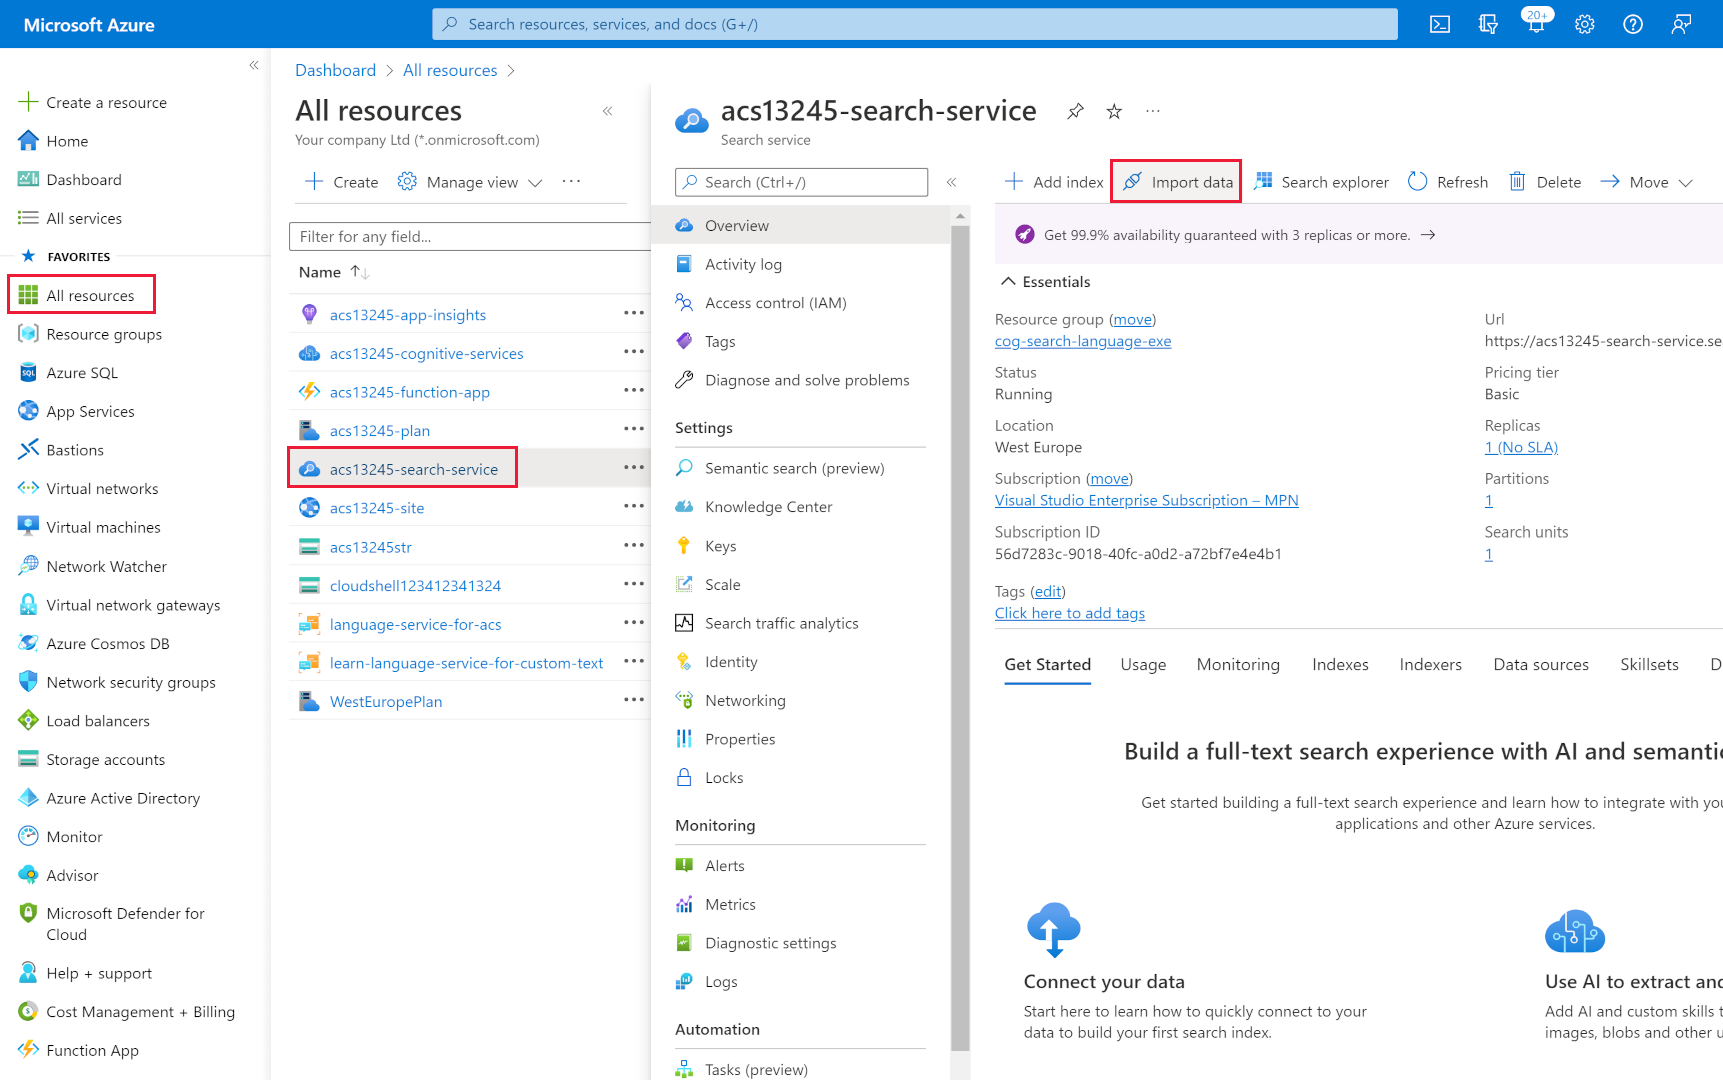 Microsoft Azure
Search resources, services, and docs (G+/)
20+
Create a resource
Home
Dashboard
All services
FAVORITES
All resources
Resource groups
Azure SQL
App Services
Bastions
Virtual networks
Virtual machines
Network Watcher
Virtual network gateways
Azure Cosmos DB
Network security groups
Load balancers
Storage accounts
Azure Active Directory
Monitor
Advisor
Microsoft Defender for
Cloud
Help + support
Cost Management + Billing
Function App
Dashboard > All resources >
All resources
Your company Ltd (*.onmicrosoft.com)
Create
Manage view
Filter for any field...
Name
acs13245-app-insights
acs13245-cognitive-services
acs13245-function-app
acs13245-plan
acs13245-search-service
acs13245-site
acs13245str
cloudshell123412341324
language-service-for-acs
learn-language-service-for-custom-text
WestEuropePlan
acs13245-search-service
Search service
Search (Ctrl+/)
Overview
Activity log
Access control (IAM)
Tags
Diagnose and solve problems
Settings
Semantic search (preview)
Knowledge Center
Keys
Scale
Search traffic analytics
Identity
Networking
Properties
Locks
Monitoring
Alerts
Metrics
Diagnostic settings
Logs
Automation
Tasks (preview)
Add index
Import data
Search explorer
Refresh
Delete
Move
Get 99.9% availability guaranteed with 3 replicas or more. →
Essentials
Resource group (move)
cog-search-language-exe
Status
Running
Location
West Europe
Subscription (move)
Visual Studio Enterprise Subscription – MPN
Subscription ID
56d7283c-9018-40fc-a0d2-a72bf7e4e4b1
Tags (edit)
Click here to add tags
Url
https://acs13245-search-service.se
Pricing tier
Basic
Replicas
1 (No SLA)
Partitions
1
Search units
1
Get Started
Usage
Monitoring
Indexes
Indexers
Data sources
Skillsets
D
Build a full-text search experience with AI and semantic
Get started building a full-text search experience and learn how to integrate with you
applications and other Azure services.
Connect your data
Start here to learn how to quickly connect to your
data to build your first search index.
Use AI to extract and
Add AI and custom skills t
images, blobs and other u